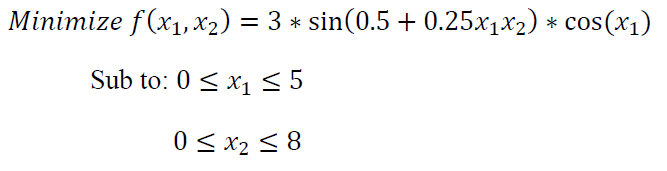 Minimize f(x₁, x₂) = 3 * sin(0.5 + 0.25x₁x₂) * cos(x₁)
Sub to: 0 ≤ x₁ ≤ 5
0 ≤ x₂ ≤ 8